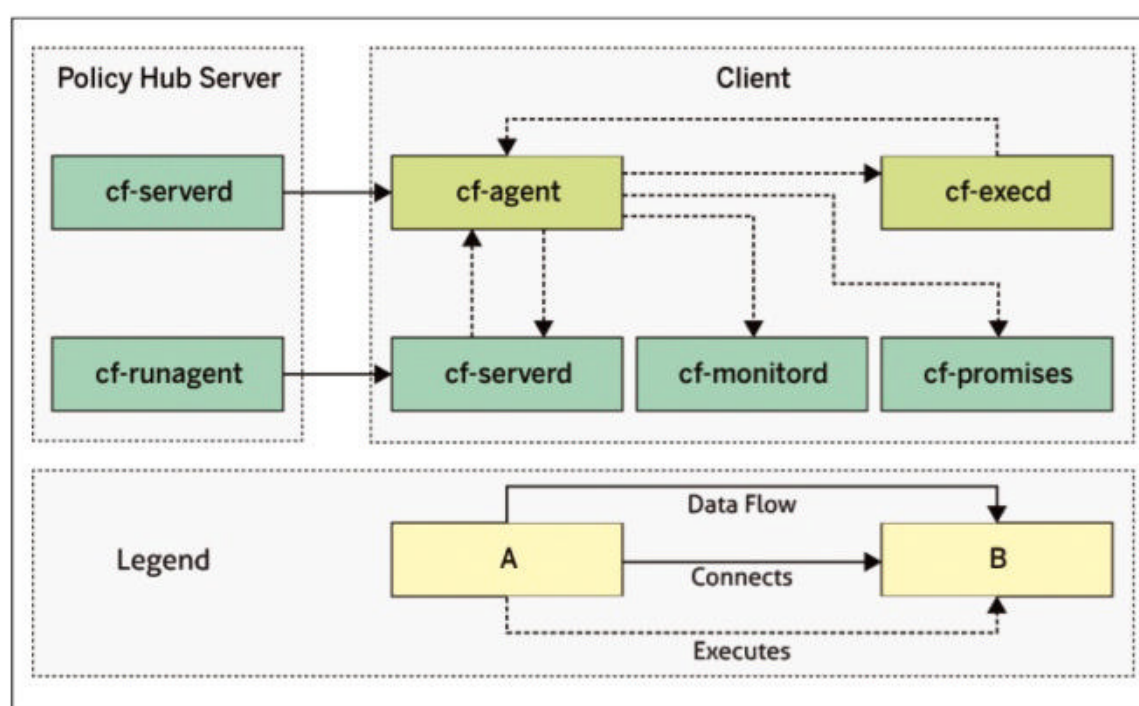 Policy Hub Server
Client
cf-serverd
cf-agent
cf-execd
cf-runagent
cf-serverd
cf-monitord
cf-promises
Legend
Data Flow
A
B
Connects
Executes